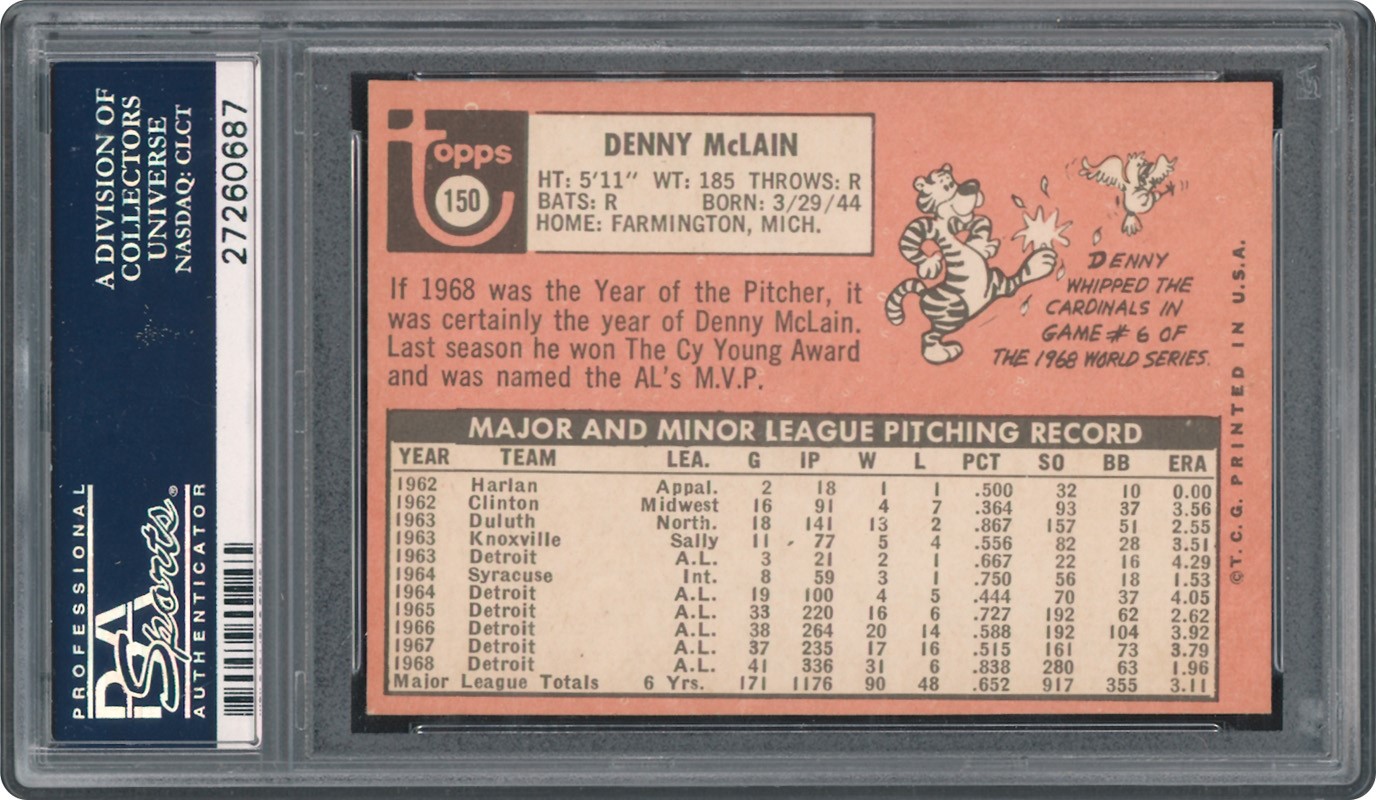 A DIVISION OF
COLLECTORS
UNIVERSE
NASDAQ: CLCT
27260687
PROFESSIONAL
PSA
Sports®
AUTHENTICATOR
topps
150
DENNY McLAIN
HT: 5'11" WT: 185 THROWS: R
BATS: R BORN: 3/29/44
HOME: FARMINGTON, MICH.
If 1968 was the Year of the Pitcher, it
was certainly the year of Denny McLain.
Last season he won The Cy Young Award
and was named the AL's M.V.P.
DENNY
WHIPPED THE
CARDINALS IN
GAME # 6 OF
THE 1968 WORLD SERIES.
MAJOR AND MINOR LEAGUE PITCHING RECORD
YEAR TEAM LEA. G IP W L PCT SO BB ERA
1962 Harlan Appal. 2 18 1 1 .500 32 10 0.00
1962 Clinton Midwest 16 91 4 7 .364 93 37 3.56
1963 Duluth North. 18 141 13 2 .867 157 51 2.55
1963 Knoxville Sally 11 77 5 4 .556 82 28 3.51
1963 Detroit A.L. 3 21 2 1 .667 22 16 4.29
1964 Syracuse Int. 8 59 3 1 .750 56 18 1.53
1964 Detroit A.L. 19 100 4 5 .444 70 37 4.05
1965 Detroit A.L. 33 220 16 6 .727 192 62 2.62
1966 Detroit A.L. 38 264 20 14 .588 192 104 3.92
1967 Detroit A.L. 37 235 17 16 .515 161 73 3.79
1968 Detroit A.L. 41 336 31 6 .838 280 63 1.96
Major League Totals 6 Yrs. 171 1176 90 48 .652 917 355 3.11
©T.C.G. PRINTED IN U.S.A.